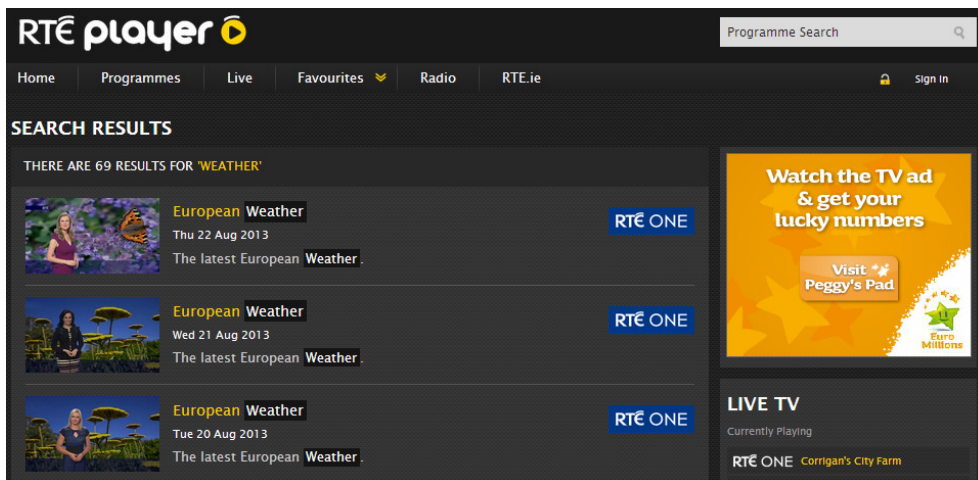 RTÉ player
Programme Search
Home Programmes Live Favourites Radio RTE.ie Sign In
SEARCH RESULTS
THERE ARE 69 RESULTS FOR 'WEATHER'
European Weather
Thu 22 Aug 2013
The latest European Weather.
RTÉ ONE
European Weather
Wed 21 Aug 2013
The latest European Weather.
RTÉ ONE
European Weather
Tue 20 Aug 2013
The latest European Weather.
RTÉ ONE
Watch the TV ad
& get your
lucky numbers
Visit
Peggy's Pad
Euro
Millions
LIVE TV
Currently Playing
RTÉ ONE Corrigan's City Farm